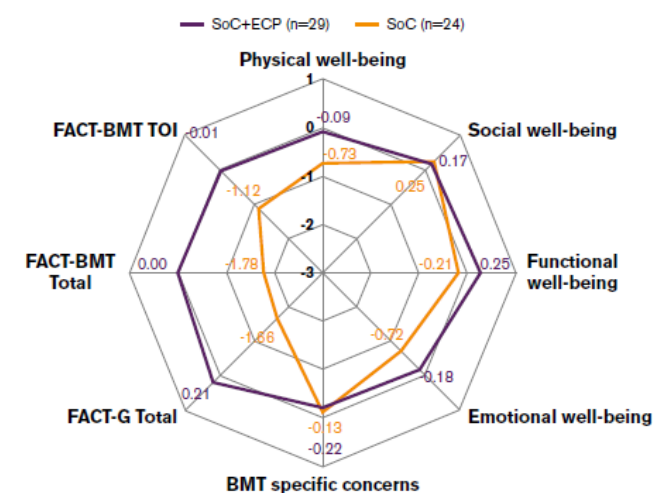 SoC+ECP (n=29) SoC (n=24)
Physical well-being
1
FACT-BMT TOI -0.01 0 -0.09 Social well-being
-0.73 0.17
-1
-1.12 0.25
-2
FACT-BMT
Total
0.00 -1.78 -3 -0.21 0.25
Functional
well-being
-1.66 -0.72
0.21 -0.18
FACT-G Total Emotional well-being
-0.13
-0.22
BMT specific concerns